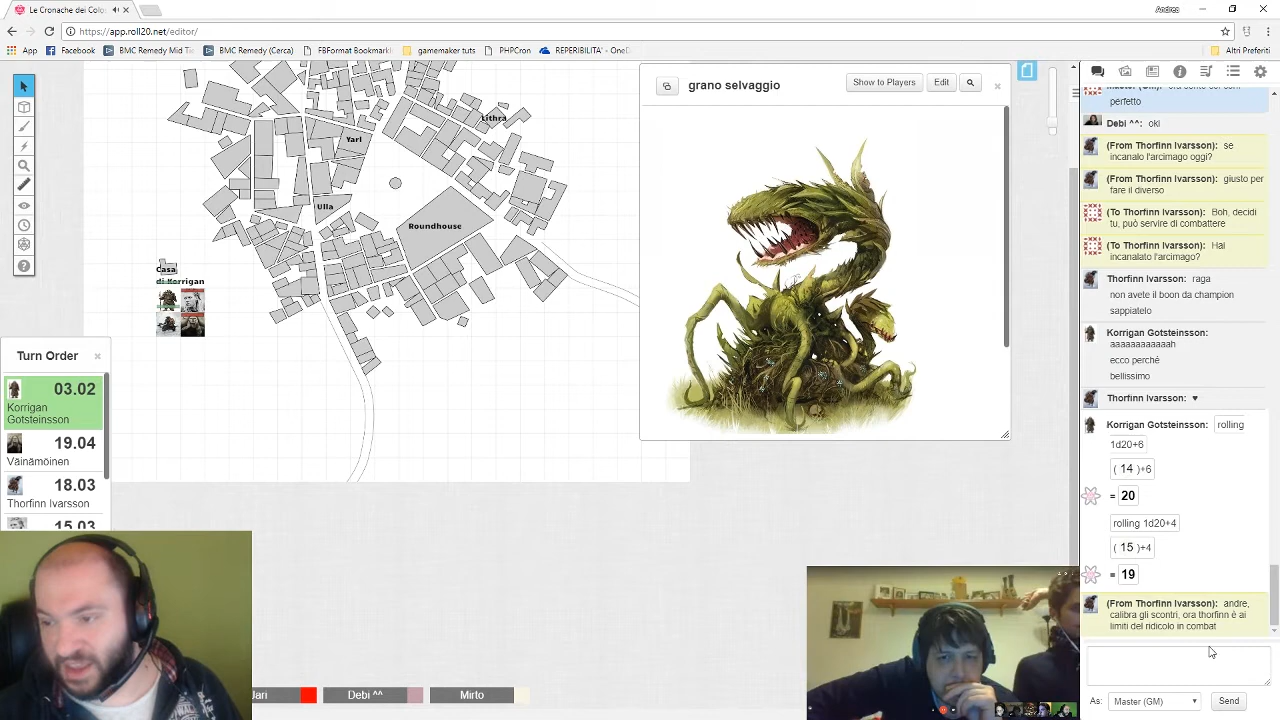 Le Cronache dei Colo
Andrea
https://app.roll20.net/editor/
App
Facebook
BMC Remedy Mid Tie
BMC Remedy (Cerca)
FBFormat Bookmarkl
gamemaker tuts
PHPCron
REPERIBILITA' - OneD
Altri Preferiti
grano selvaggio
Show to Players
Edit
Lithra
Yarl
Ulla
Roundhouse
Casa
di Korrigan
Turn Order
03.02
Korrigan
Gotsteinsson
19.04
Väinämöinen
18.03
Thorfinn Ivarsson
15.03
perfetto
Debi ^^: oki
(From Thorfinn Ivarsson): se
incanalo l'arcimago oggi?
(From Thorfinn Ivarsson): giusto per
fare il diverso
(To Thorfinn Ivarsson): Boh, decidi
tu, può servire di combattere
(To Thorfinn Ivarsson): Hai
incanalato l'arcimago?
Thorfinn Ivarsson: raga
non avete il boon da champion
sappiatelo
Korrigan Gotsteinsson:
aaaaaaaaaaaah
ecco perchè
bellissimo
Thorfinn Ivarsson: ♥
Korrigan Gotsteinsson: rolling
1d20+6
( 14 )+6
= 20
rolling 1d20+4
( 15 )+4
= 19
(From Thorfinn Ivarsson): andre,
calibra gli scontri, ora thorfinn è ai
limiti del ridicolo in combat
As: Master (GM)
Send
Jari
Debi ^^
Mirto